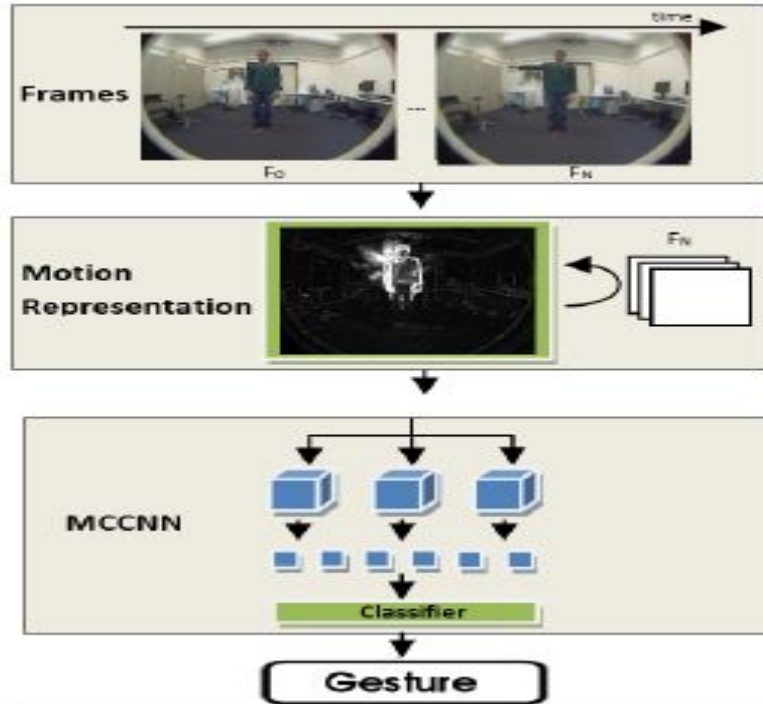 time
Frames
...
F0
FN
Motion
Representation
FN
MCCNN
Classifier
Gesture